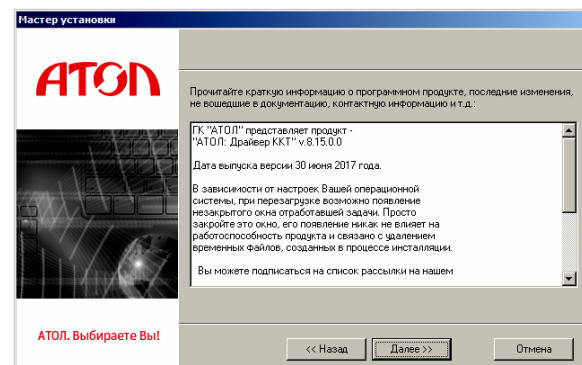 Мастер установки
АТОЛ
Прочитайте краткую информацию о программном продукте, последние изменения,
не вошедшие в документацию, контактную информацию и т.д.:
ГК "АТОЛ" представляет продукт -
"АТОЛ: Драйвер ККТ" v.8.15.0.0
Дата выпуска версии 30 июня 2017 года.
В зависимости от настроек Вашей операционной
системы, при перезагрузке возможно появление
незакрытого окна отработавшей задачи. Просто
закройте это окно, его появление никак не влияет на
работоспособность продукта и связано с удалением
временных файлов, созданных в процессе инсталляции.
Вы можете подписаться на список рассылки на нашем
АТОЛ. Выбираете Вы!
<< Назад
Далее >>
Отмена